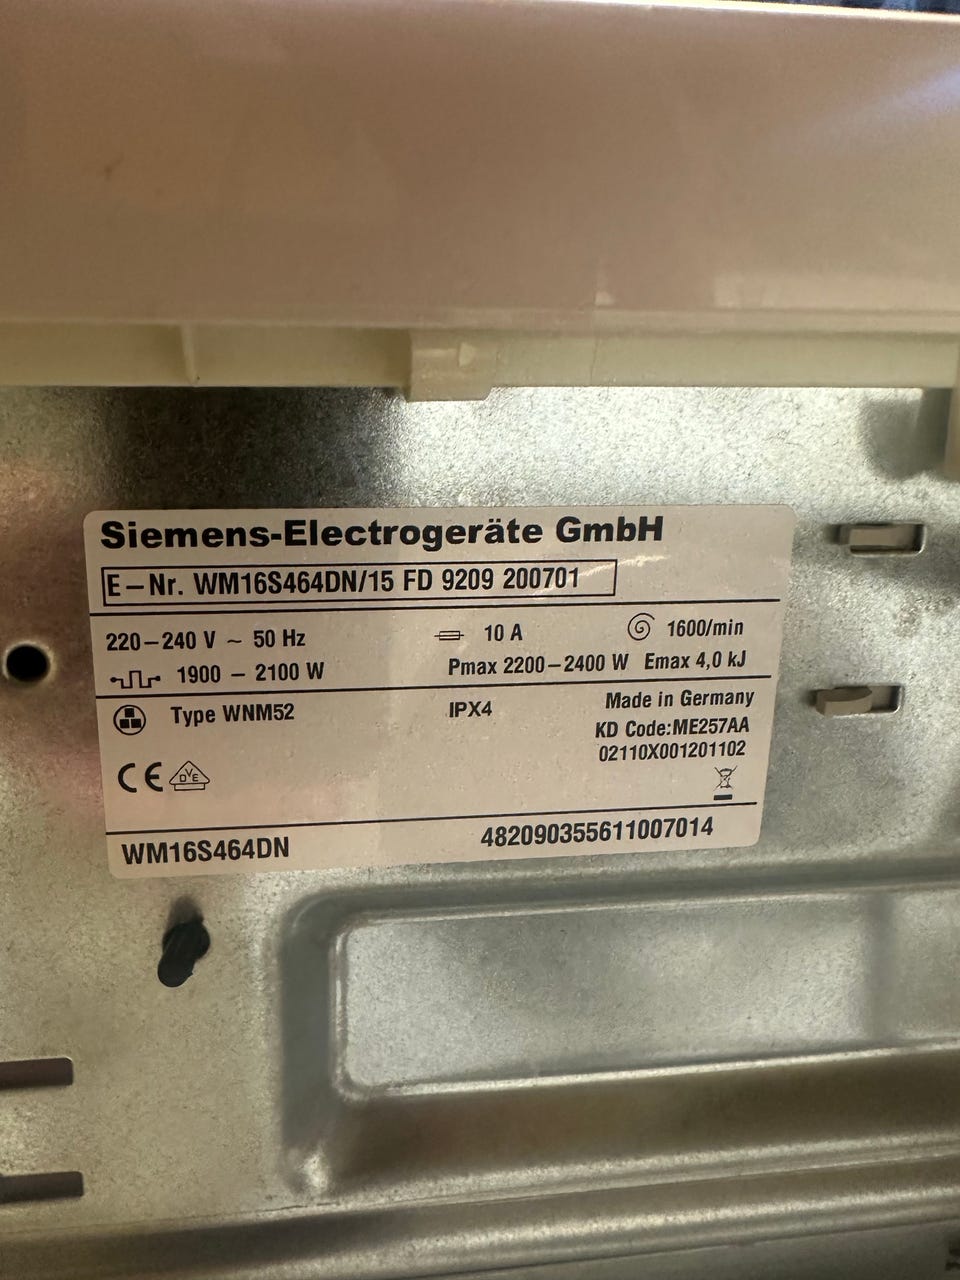 Siemens-Electrogeräte GmbH
E-Nr. WM16S464DN/15 FD 9209 200701
220-240 V ~ 50 Hz 10 A 1600/min
1900 - 2100 W Pmax 2200-2400 W Emax 4,0 kJ
Type WNM52 IPX4 Made in Germany
KD Code:ME257AA
02110X001201102
CE DVE
WM16S464DN 482090355611007014